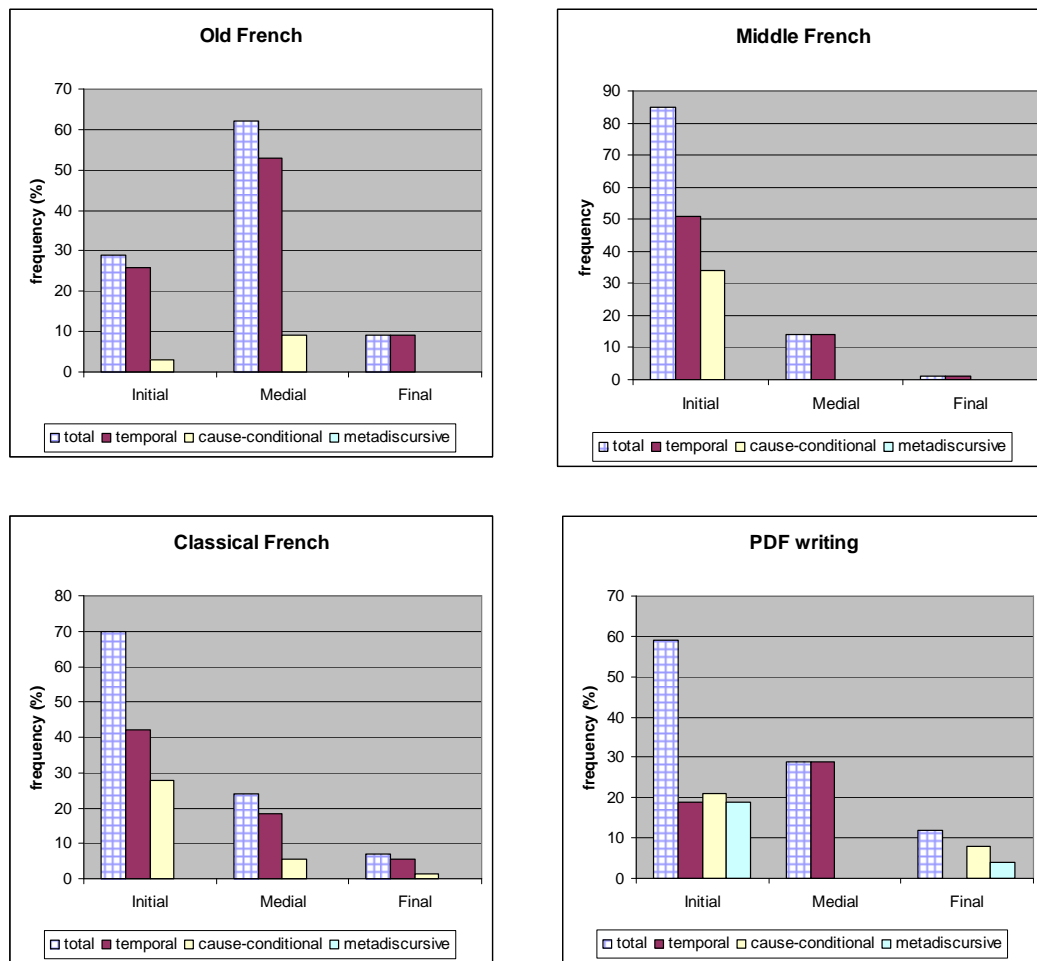 Old French
frequency (%)
70
60
50
40
30
20
10
0
Initial Medial Final
total temporal cause-conditional metadiscursive
Middle French
frequency
90
80
70
60
50
40
30
20
10
0
Initial Medial Final
total temporal cause-conditional metadiscursive
Classical French
frequency (%)
80
70
60
50
40
30
20
10
0
Initial Medial Final
total temporal cause-conditional metadiscursive
PDF writing
frequency (%)
70
60
50
40
30
20
10
0
Initial Medial Final
total temporal cause-conditional metadiscursive